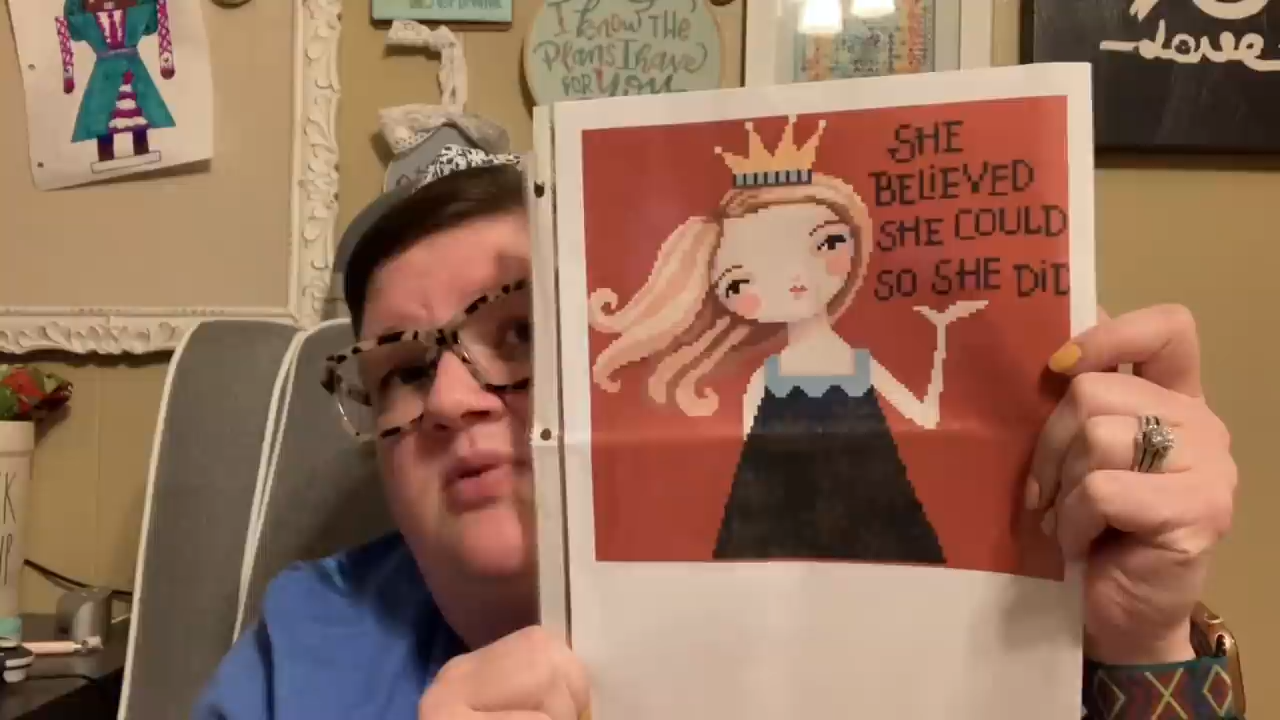 I know THE
Plans I have
FOR YOU
Love
SHE
BELiEVED
SHE COULD
SO SHE DiD